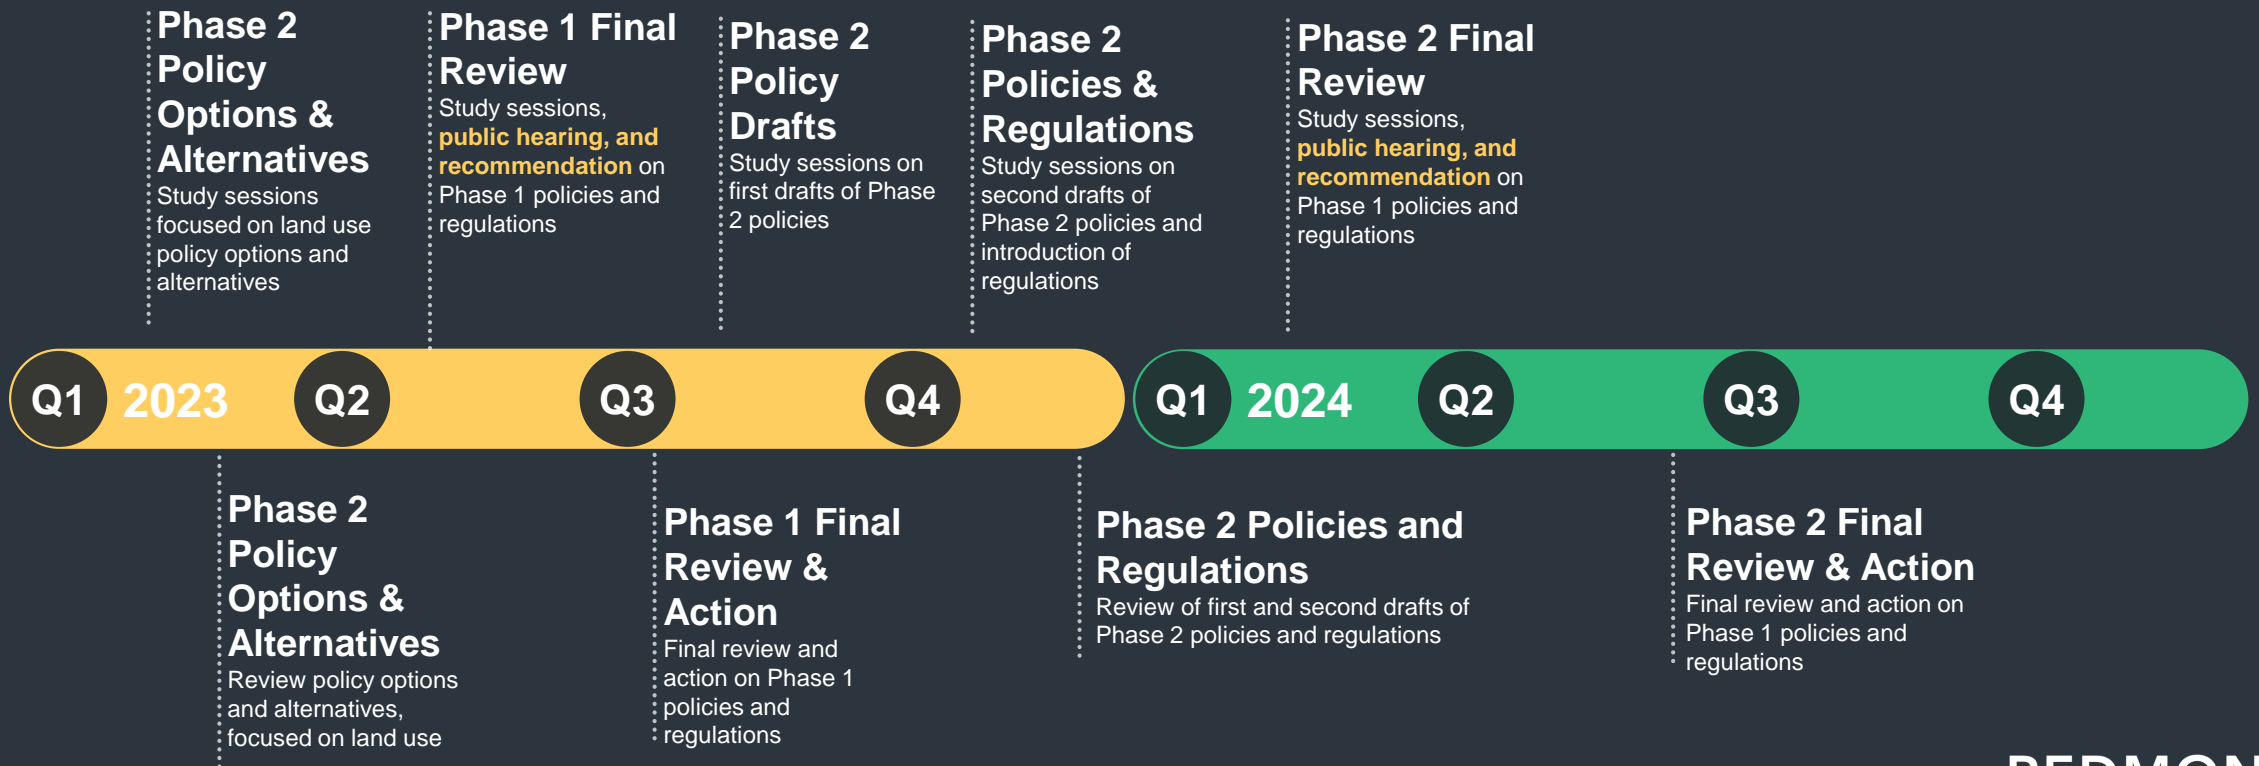 Phase 2
Policy
Options &
Alternatives
Study sessions
focused on land use
policy options and
alternatives
Phase 1 Final
Review
Study sessions,
public hearing, and
recommendation on
Phase 1 policies and
regulations
Phase 2
Policy
Drafts
Study sessions on
first drafts of Phase
2 policies
Phase 2
Policies &
Regulations
Study sessions on
second drafts of
Phase 2 policies and
introduction of
regulations
Phase 2 Final
Review
Study sessions,
public hearing, and
recommendation on
Phase 1 policies and
regulations
Q1 2023 Q2 Q3 Q4 Q1 2024 Q2 Q3 Q4
Phase 2
Policy
Options &
Alternatives
Review policy options
and alternatives,
focused on land use
Phase 1 Final
Review &
Action
Final review and
action on Phase 1
policies and
regulations
Phase 2 Policies and
Regulations
Review of first and second drafts of
Phase 2 policies and regulations
Phase 2 Final
Review & Action
Final review and action on
Phase 1 policies and
regulations